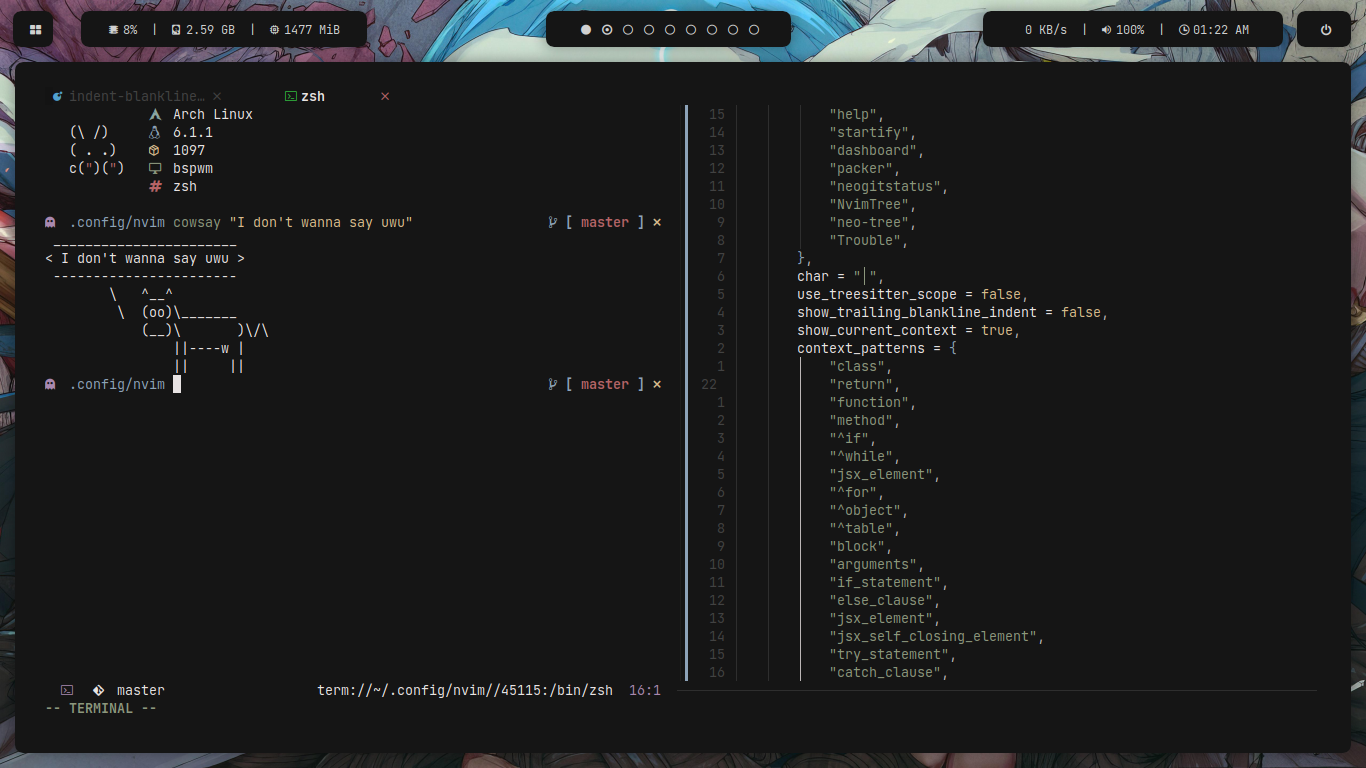 8% | 2.59 GB | 1477 MiB
0 KB/s | 100% | 01:22 AM
indent-blankline… ×
zsh ×
Arch Linux
(\ /) 6.1.1
( . .) 1097
c(")(") bspwm
# zsh
.config/nvim cowsay "I don't wanna say uwu" [ master ] ×
_______________________
< I don't wanna say uwu >
-----------------------
\   ^__^
\  (oo)\_______
(__)\       )\/\
||----w |
||     ||
.config/nvim [ master ] ×
master term://~/.config/nvim//45115:/bin/zsh 16:1
-- TERMINAL --
15 "help",
14 "startify",
13 "dashboard",
12 "packer",
11 "neogitstatus",
10 "NvimTree",
9 "neo-tree",
8 "Trouble",
7 },
6 char = "▏",
5 use_treesitter_scope = false,
4 show_trailing_blankline_indent = false,
3 show_current_context = true,
2 context_patterns = {
1 "class",
22 "return",
1 "function",
2 "method",
3 "^if",
4 "^while",
5 "jsx_element",
6 "^for",
7 "^object",
8 "^table",
9 "block",
10 "arguments",
11 "if_statement",
12 "else_clause",
13 "jsx_element",
14 "jsx_self_closing_element",
15 "try_statement",
16 "catch_clause",